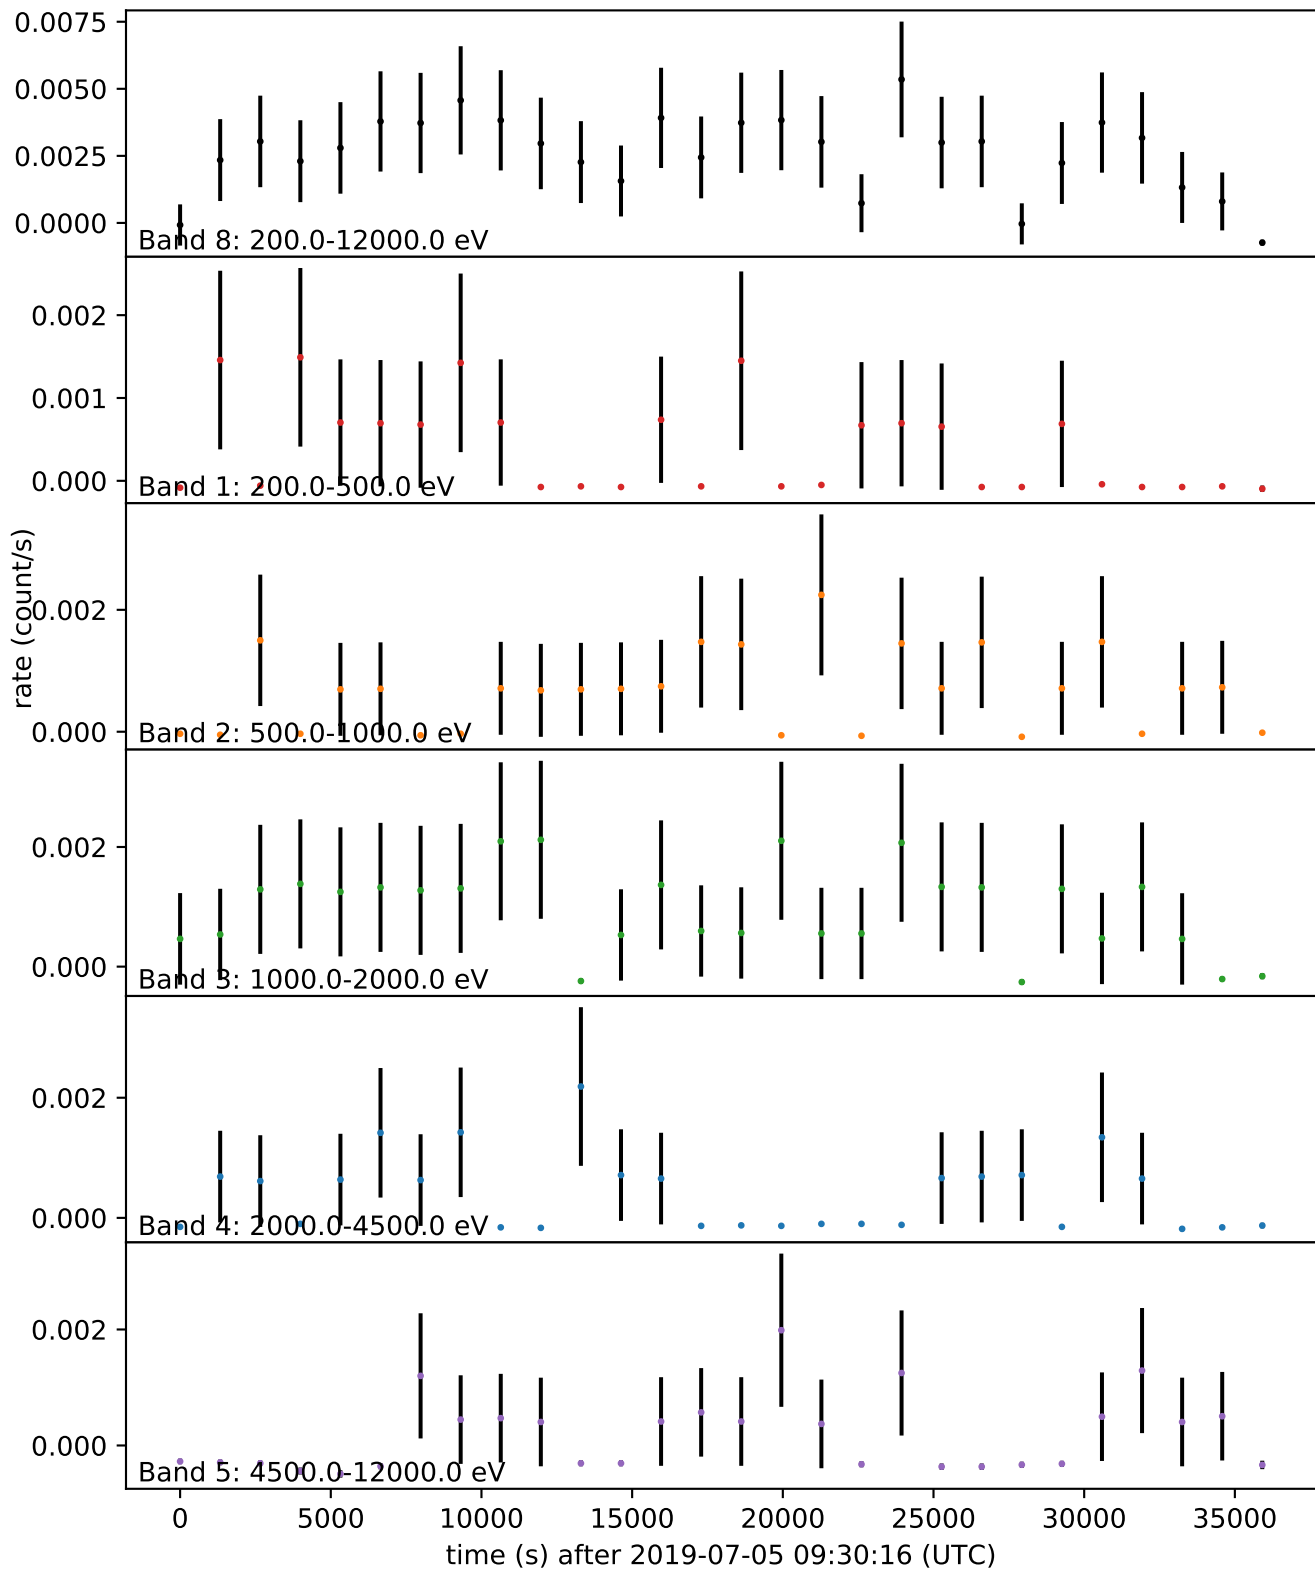 0.0075
0.0050
0.0025
0.0000
Band 8: 200.0-12000.0 eV
0.002
0.001
0.000
Band 1: 200.0-500.0 eV
rate (count/s)
0.002
0.000
Band 2: 500.0-1000.0 eV
0.002
0.000
Band 3: 1000.0-2000.0 eV
0.002
0.000
Band 4: 2000.0-4500.0 eV
0.002
0.000
Band 5: 4500.0-12000.0 eV
0 5000 10000 15000 20000 25000 30000 35000
time (s) after 2019-07-05 09:30:16 (UTC)